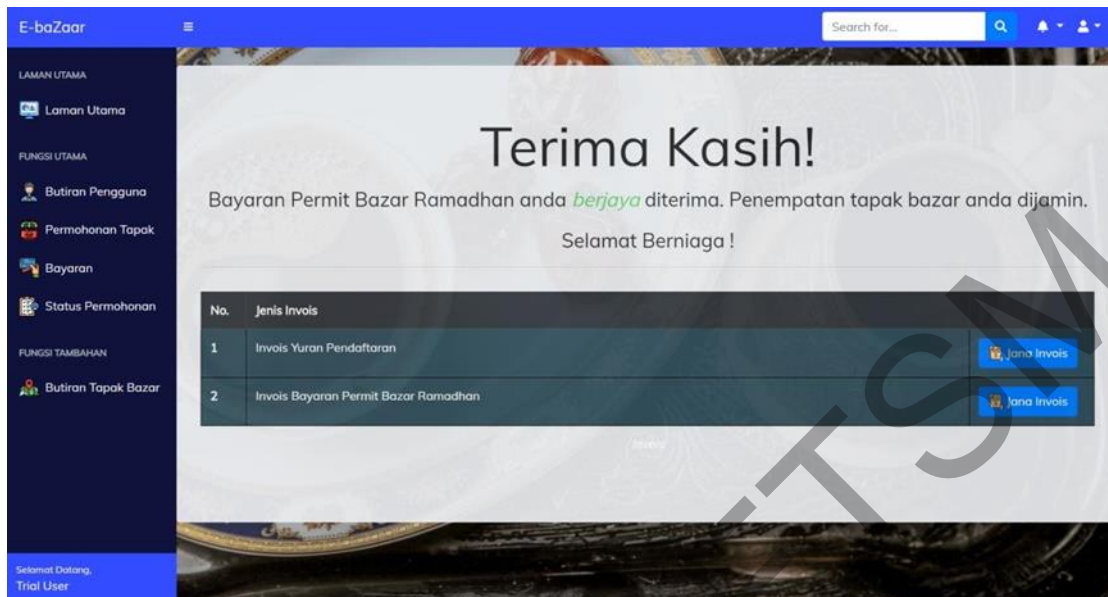 E-baZaar
Search for...
LAMAN UTAMA
Laman Utama
FUNGSI UTAMA
Butiran Pengguna
Permohonan Tapak
Bayaran
Status Permohonan
FUNGSI TAMBAHAN
Butiran Tapak Bazar
Selamat Datang,
Trial User
Terima Kasih!
Bayaran Permit Bazar Ramadhan anda berjaya diterima. Penempatan tapak bazar anda dijamin.
Selamat Berniaga !
No. Jenis Invois
1 Invois Yuran Pendaftaran Jana Invois
2 Invois Bayaran Permit Bazar Ramadhan Jana Invois
TSM